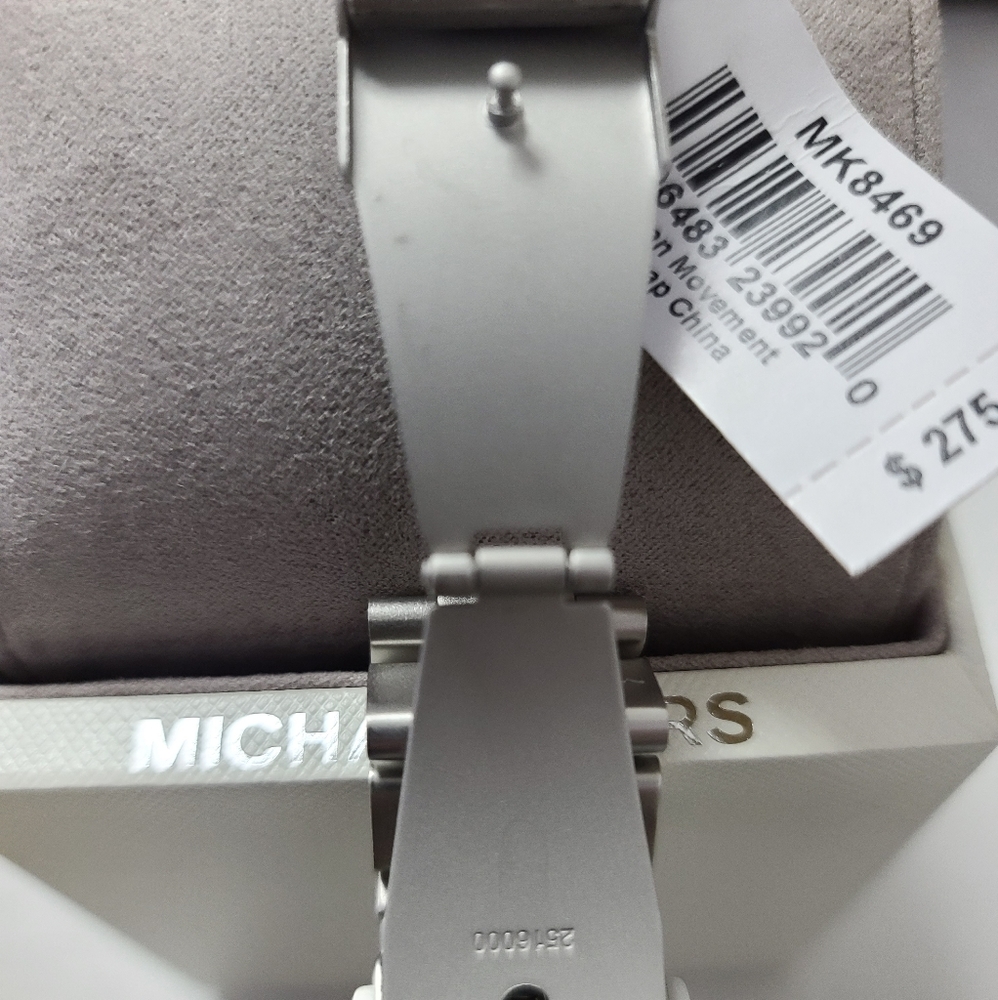 MK8469
6483 23992 0
Movement
China
$ 275
MICH
RS
2516000